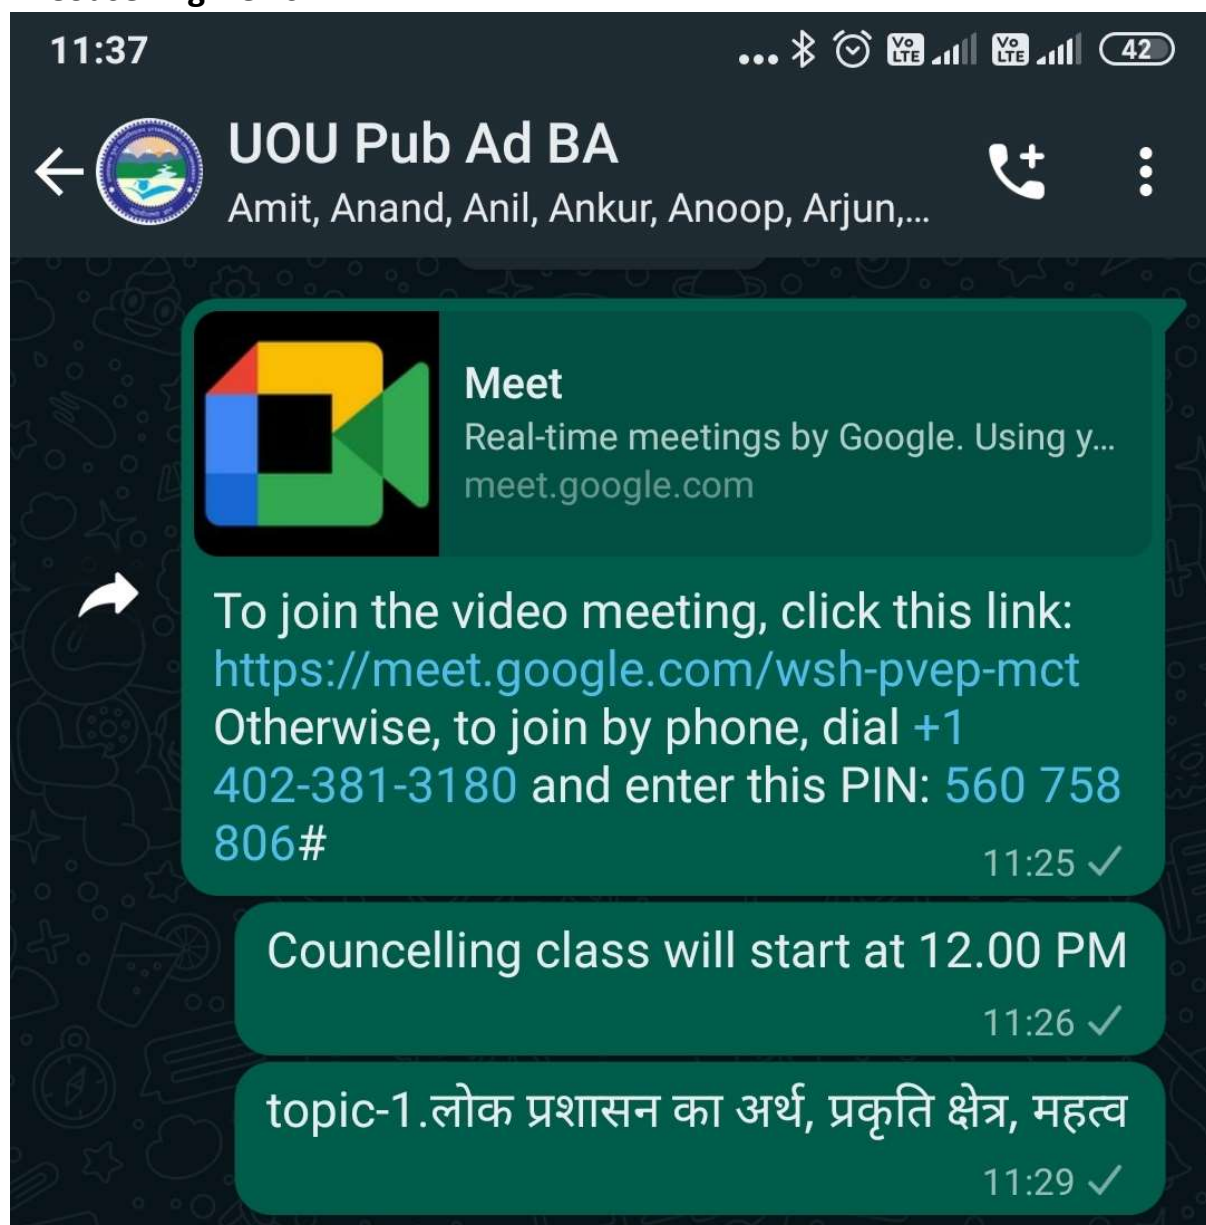 11:37
... Vo LTE Vo LTE 42
UOU Pub Ad BA
Amit, Anand, Anil, Ankur, Anoop, Arjun,...
Meet
Real-time meetings by Google. Using y...
meet.google.com
To join the video meeting, click this link:
https://meet.google.com/wsh-pvep-mct
Otherwise, to join by phone, dial +1
402-381-3180 and enter this PIN: 560 758
806#
11:25
Councelling class will start at 12.00 PM
11:26
topic-1.लोक प्रशासन का अर्थ, प्रकृति क्षेत्र, महत्व
11:29